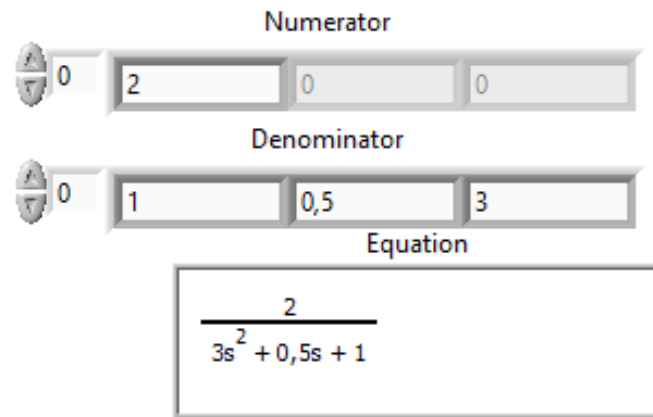 Numerator
0 2 0 0
Denominator
0 1 0,5 3
Equation
2
3s² + 0,5s + 1